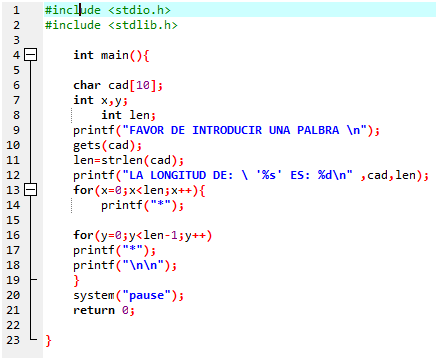 1 #include <stdio.h>
2 #include <stdlib.h>
3
4 int main(){
5
6 char cad[10];
7 int x,y;
8 int len;
9 printf("FAVOR DE INTRODUCIR UNA PALBRA \n");
10 gets(cad);
11 len=strlen(cad);
12 printf("LA LONGITUD DE: \ '%s' ES: %d\n" ,cad,len);
13 for(x=0;x<len;x++){
14 printf("*");
15
16 for(y=0;y<len-1;y++)
17 printf("*");
18 printf("\n\n");
19 }
20 system("pause");
21 return 0;
22
23 }